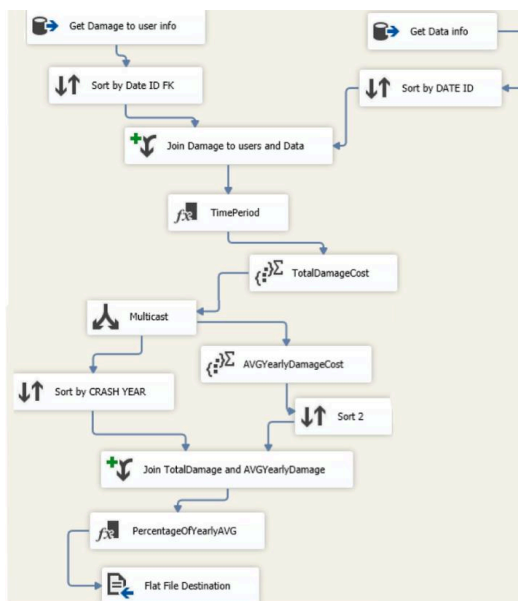 Get Damage to user info
Get Data info
Sort by Date ID FK
Sort by DATE ID
Join Damage to users and Data
TimePeriod
TotalDamageCost
Multicast
AVGYearlyDamageCost
Sort by CRASH YEAR
Sort 2
Join TotalDamage and AVGYearlyDamage
PercentageOfYearlyAVG
Flat File Destination